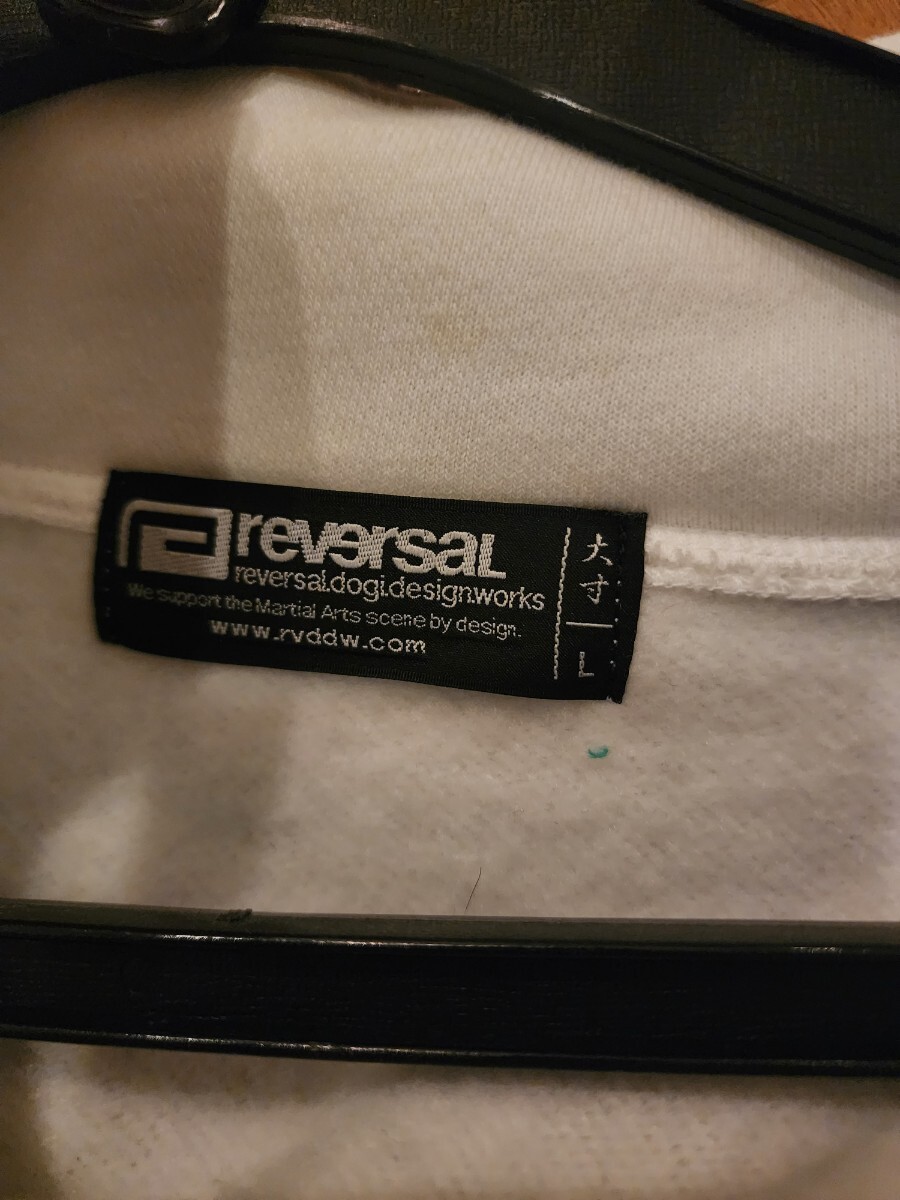 reversal
reversal.dogi.design.works
We support the Martial Arts scene by design.
www.rvddw.com
大寸
L